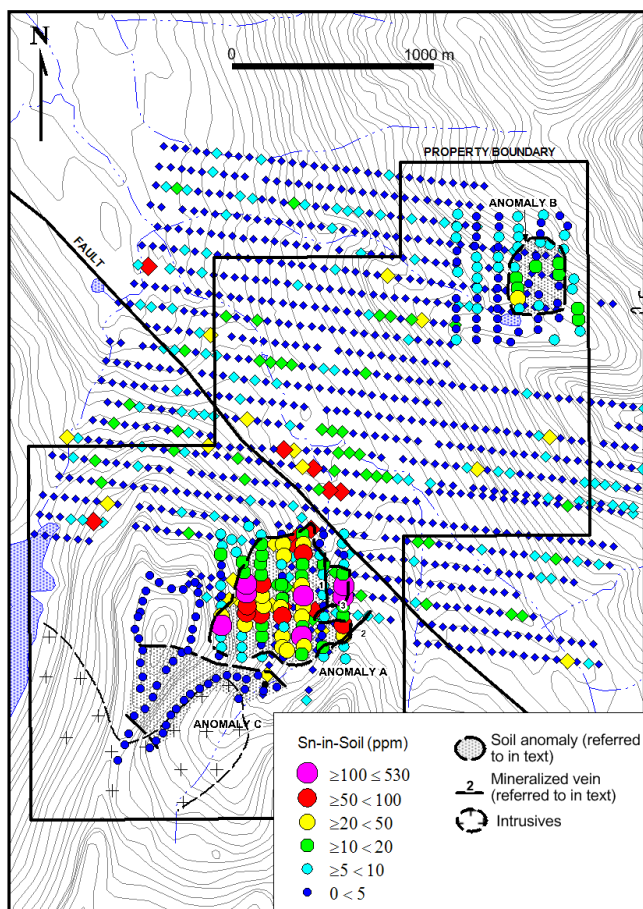 N
0 1000 m
PROPERTY BOUNDARY
ANOMALY B
FAULT
1
3
2
ANOMALY A
ANOMALY C
Sn-in-Soil (ppm)
≥100 ≤ 530
≥50 < 100
≥20 < 50
≥10 < 20
≥5 < 10
0 < 5
Soil anomaly (referred
to in text)
2 Mineralized vein
(referred to in text)
Intrusives